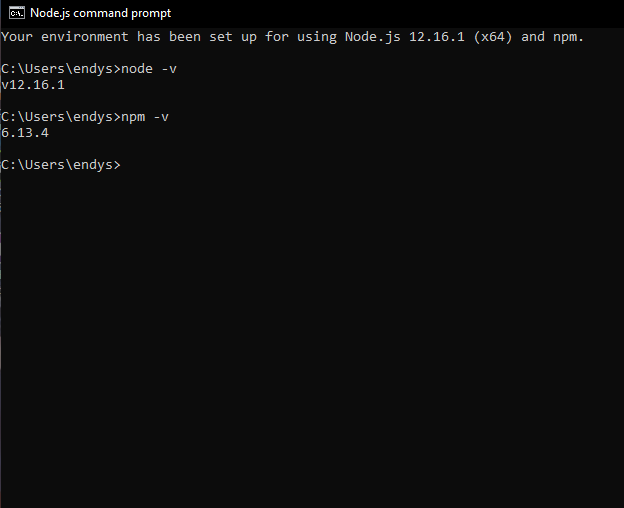 Node.js command prompt
Your environment has been set up for using Node.js 12.16.1 (x64) and npm.
C:\Users\endys>node -v
v12.16.1
C:\Users\endys>npm -v
6.13.4
C:\Users\endys>